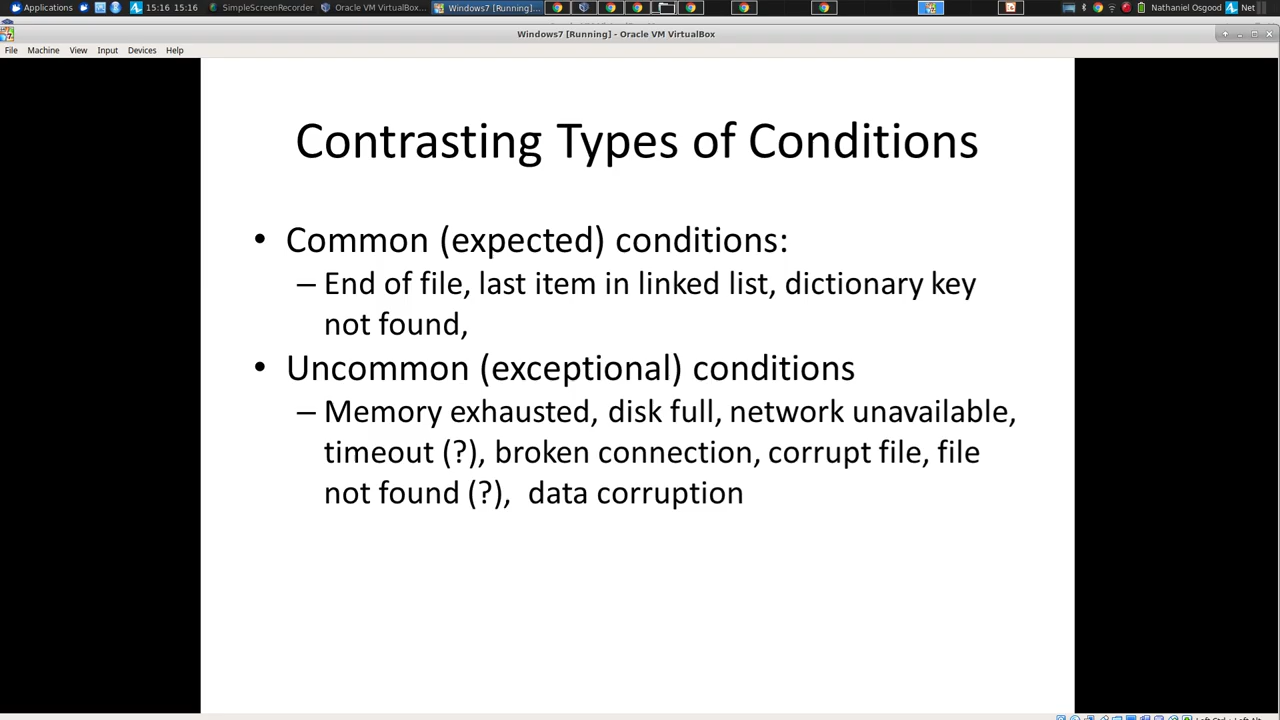 Applications
15:16 15:16
SimpleScreenRecorder
Oracle VM VirtualBox...
Windows7 [Running]...
Nathaniel Osgood
Net
Windows7 [Running] - Oracle VM VirtualBox
File Machine View Input Devices Help
Contrasting Types of Conditions
• Common (expected) conditions:
– End of file, last item in linked list, dictionary key
not found,
• Uncommon (exceptional) conditions
– Memory exhausted, disk full, network unavailable,
timeout (?), broken connection, corrupt file, file
not found (?), data corruption